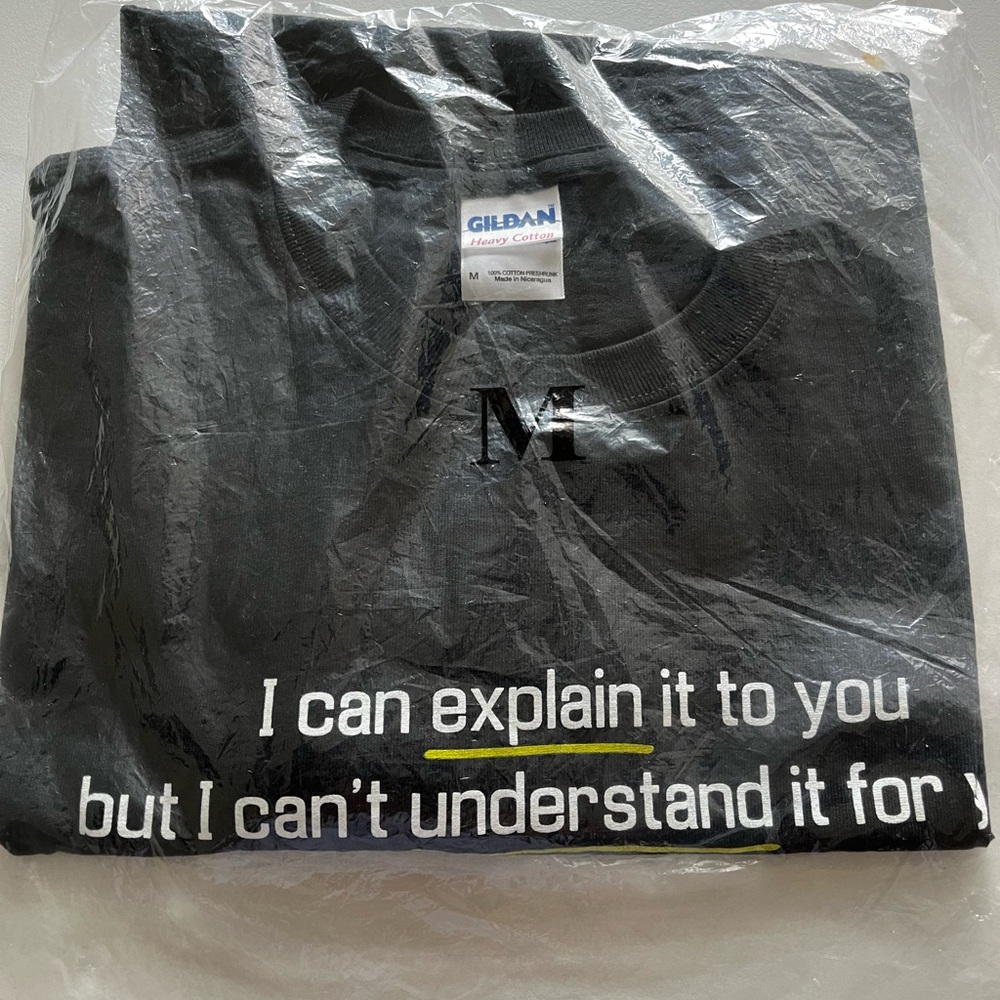 GILDAN
Heavy Cotton
M 100% COTTON PRESHRUNK
Made in Nicaragua
M
I can explain it to you
but I can't understand it for